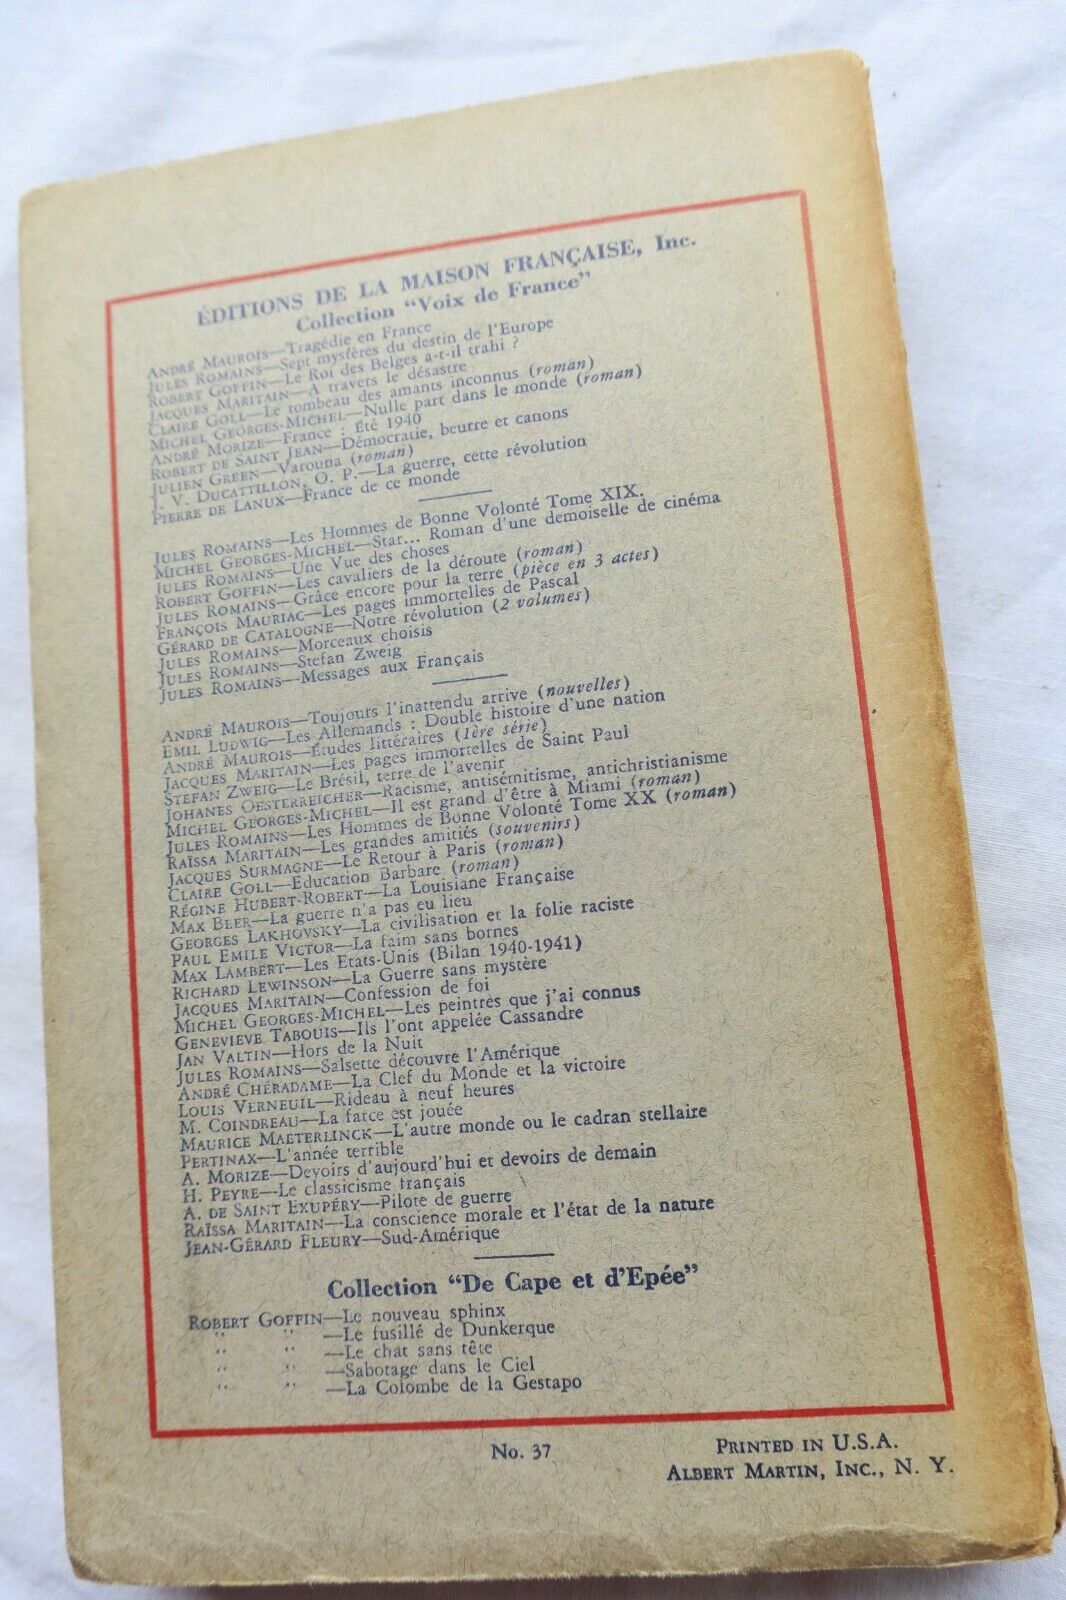 ÉDITIONS DE LA MAISON FRANÇAISE, Inc.
Collection "Voix de France"
ANDRÉ MAUROIS—Tragédie en France
JULES ROMAINS—Sept mystères du destin de l'Europe
ROBERT GOFFIN—Le Roi des Belges a-t-il trahi ?
JACQUES MARITAIN—A travers le désastre
CLAIRE GOLL—Le tombeau des amants inconnus (roman)
MICHEL GEORGES-MICHEL—Nulle part dans le monde (roman)
ANDRÉ MORIZE—France : Été 1940
ROBERT DE SAINT JEAN—Démocratie, beurre et canons
JULIEN GREEN—Varouna (roman)
J. V. DUCATTILLON, O. P.—La guerre, cette révolution
PIERRE DE LANUX—France de ce monde
JULES ROMAINS—Les Hommes de Bonne Volonté Tome XIX.
MICHEL GEORGES-MICHEL—Star... Roman d'une demoiselle de cinéma
JULES ROMAINS—Une Vue des choses
ROBERT GOFFIN—Les cavaliers de la déroute (roman)
JULES ROMAINS—Grâce encore pour la terre (pièce en 3 actes)
FRANÇOIS MAURIAC—Les pages immortelles de Pascal
GÉRARD DE CATALOGNE—Notre révolution (2 volumes)
JULES ROMAINS—Morceaux choisis
JULES ROMAINS—Stefan Zweig
JULES ROMAINS—Messages aux Français
ANDRÉ MAUROIS—Toujours l'inattendu arrive (nouvelles)
EMIL LUDWIG—Les Allemands : Double histoire d'une nation
ANDRÉ MAUROIS—Études littéraires (1ère série)
JACQUES MARITAIN—Les pages immortelles de Saint Paul
STEFAN ZWEIG—Le Brésil, terre de l'avenir
JOHANES OESTERREICHER—Racisme, antisémitisme, antichristianisme
MICHEL GEORGES-MICHEL—Il est grand d'être à Miami (roman)
JULES ROMAINS—Les Hommes de Bonne Volonté Tome XX (roman)
RAÏSSA MARITAIN—Les grandes amitiés (souvenirs)
JACQUES SURMAGNE—Le Retour à Paris (roman)
CLAIRE GOLL—Education Barbare (roman)
RÉGINE HUBERT-ROBERT—La Louisiane Française
MAX BEER—La guerre n'a pas eu lieu
GEORGES LAKHOVSKY—La civilisation et la folie raciste
PAUL EMILE VICTOR—La faim sans bornes
MAX LAMBERT—Les Etats-Unis (Bilan 1940-1941)
RICHARD LEWINSON—La Guerre sans mystère
JACQUES MARITAIN—Confession de foi
MICHEL GEORGES-MICHEL—Les peintres que j'ai connus
GENEVIEVE TABOUIS—Ils l'ont appelée Cassandre
JAN VALTIN—Hors de la Nuit
JULES ROMAINS—Salsette découvre l'Amérique
ANDRÉ CHÉRADAME—La Clef du Monde et la victoire
LOUIS VERNEUIL—Rideau à neuf heures
M. COINDREAU—La farce est jouée
MAURICE MAETERLINCK—L'autre monde ou le cadran stellaire
PERTINAX—L'année terrible
A. MORIZE—Devoirs d'aujourd'hui et devoirs de demain
H. PEYRE—Le classicisme français
A. DE SAINT EXUPÉRY—Pilote de guerre
RAÏSSA MARITAIN—La conscience morale et l'état de la nature
JEAN-GÉRARD FLEURY—Sud-Amérique
Collection "De Cape et d'Epée"
ROBERT GOFFIN—Le nouveau sphinx
" " —Le fusillé de Dunkerque
" " —Le chat sans tête
" " —Sabotage dans le Ciel
" " —La Colombe de la Gestapo
No. 37
PRINTED IN U.S.A.
ALBERT MARTIN, INC., N. Y.